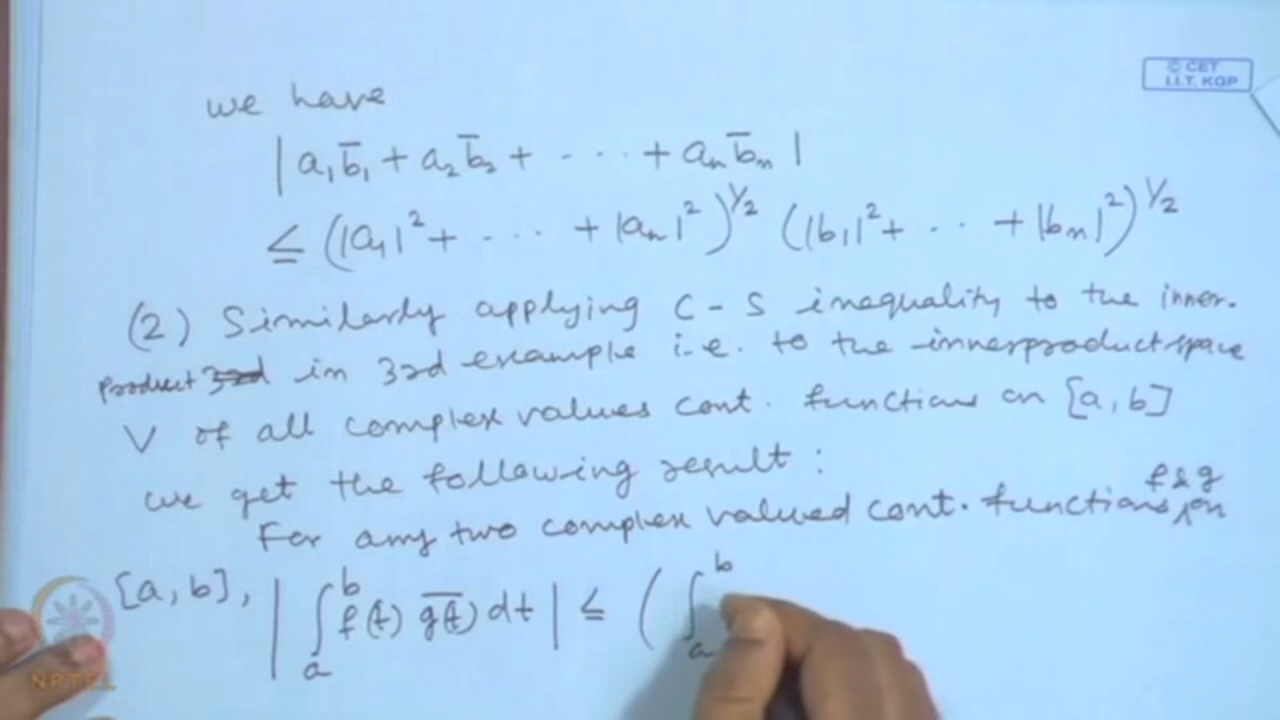 © CET
I.I.T. KGP
we have
| a₁b̄₁ + a₂b̄₂ + · · · · + aₙb̄ₙ |
≤ (|a₁|² + · · · · + |aₙ|²)^½ (|b₁|² + · · · + |bₙ|²)^½
(2) Similarly applying C-S inequality to the inner-
product in 3rd example i.e. to the innerproduct space
V of all complex values cont. functions on [a, b]
we get the following result :
For any two complex valued cont. functions f & g on
[a, b], | ∫ₐᵇ f(t) \overline{g(t)} dt | ≤ ( ∫ₐᵇ
NPTEL